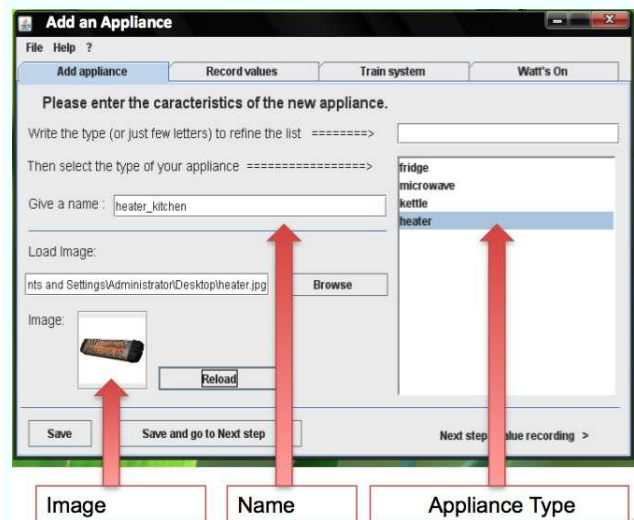 Add an Appliance
File Help ?
Add appliance Record values Train system Watt's On
Please enter the caracteristics of the new appliance.
Write the type (or just few letters) to refine the list ========>
Then select the type of your appliance =================>
fridge
microwave
kettle
heater
Give a name : heater_kitchen
Load Image:
nts and Settings\Administrator\Desktop\heater.jpg Browse
Image:
Reload
Save Save and go to Next step Next step recording >
Image Name Appliance Type